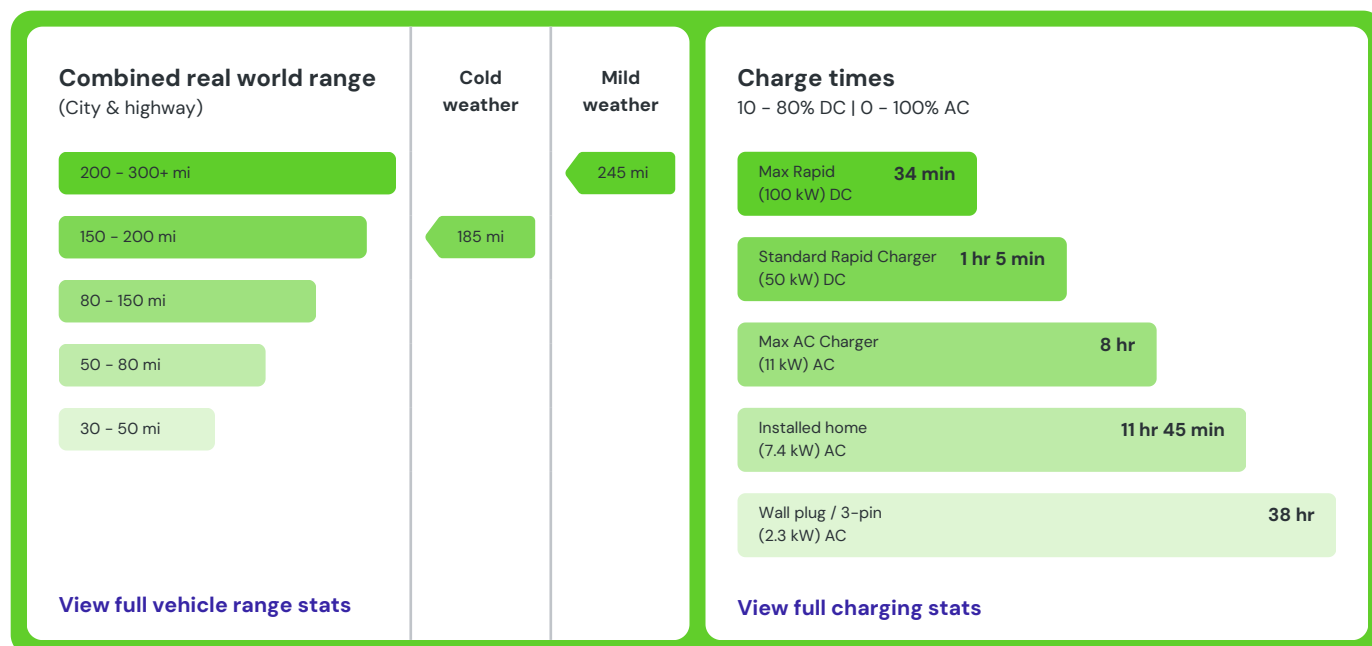 Combined real world range
(City & highway)
Cold
weather
Mild
weather
200 - 300+ mi
245 mi
150 - 200 mi
185 mi
80 - 150 mi
50 - 80 mi
30 - 50 mi
View full vehicle range stats
Charge times
10 - 80% DC | 0 - 100% AC
Max Rapid
34 min
(100 kW) DC
Standard Rapid Charger
1 hr 5 min
(50 kW) DC
Max AC Charger
8 hr
(11 kW) AC
Installed home
11 hr 45 min
(7.4 kW) AC
Wall plug / 3-pin
38 hr
(2.3 kW) AC
View full charging stats